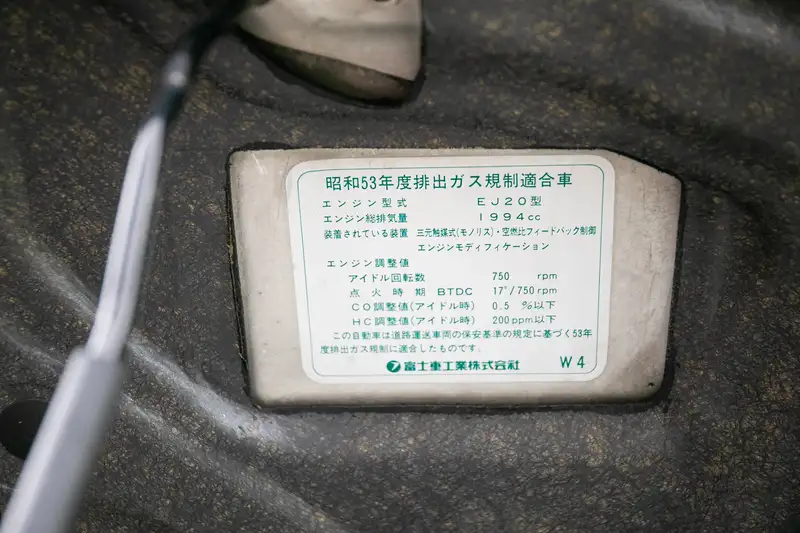 昭和53年度排出ガス規制適合車
エンジン型式 EJ20型
エンジン総排気量 1994cc
装着されている装置 三元触媒式(モノリス)・空燃比フィードバック制御
エンジンモディフィケーション
エンジン調整値
アイドル回転数 750 rpm
点火時期 BTDC 17°/750rpm
CO調整値(アイドル時) 0.5 %以下
HC調整値(アイドル時) 200ppm以下
この自動車は道路運送車両の保安基準の規定に基づく53年
度排出ガス規制に適合したものです。
富士重工業株式会社 W4